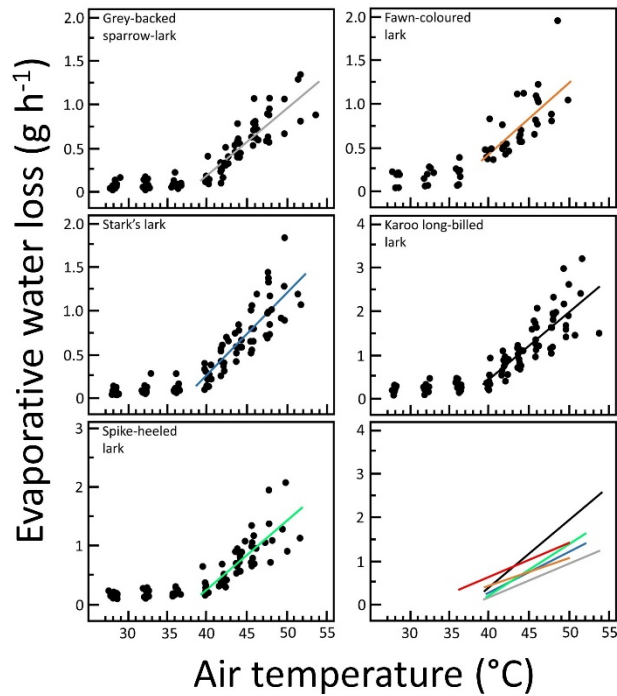 Evaporative water loss (g h⁻¹)
Grey-backed
sparrow-lark
2.0
1.5
1.0
0.5
0
Fawn-coloured
lark
2.0
1.5
1.0
0.5
0
Stark's lark
2.0
1.5
1.0
0.5
0
Karoo long-billed
lark
4
3
2
1
0
Spike-heeled
lark
3
2
1
0
30 35 40 45 50 55
4
3
2
1
0
30 35 40 45 50 55
Air temperature (°C)